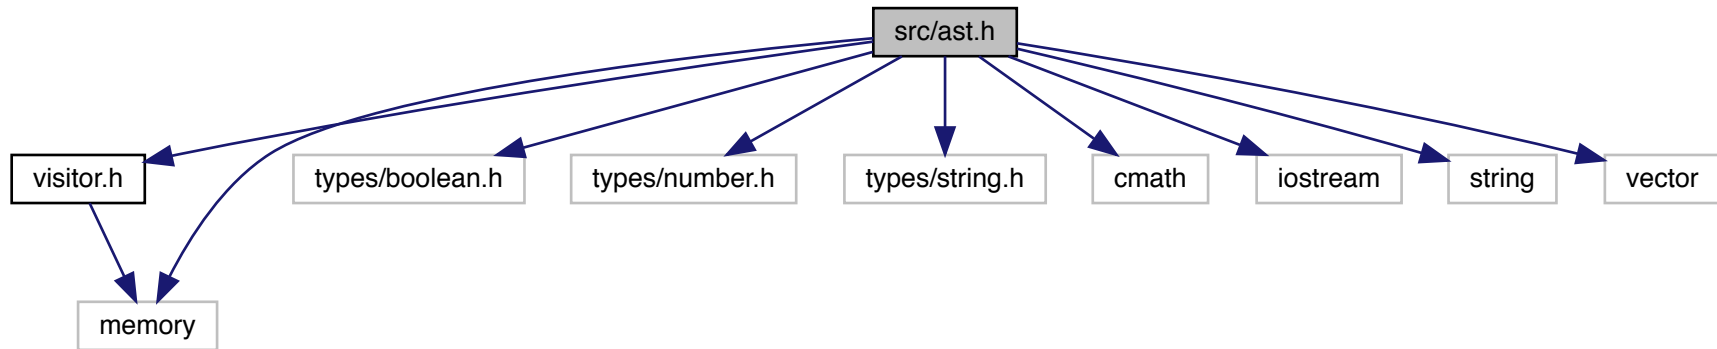 src/ast.h
visitor.h
types/boolean.h
types/number.h
types/string.h
cmath
iostream
string
vector
memory